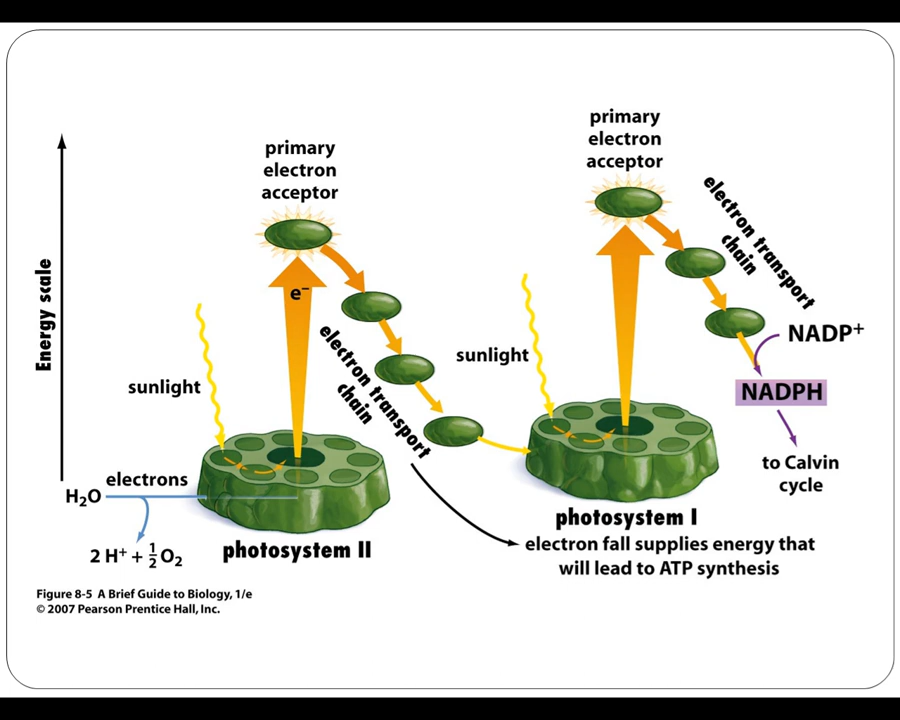 primary
electron
acceptor
primary
electron
acceptor
electron transport
chain
Energy scale
e⁻
sunlight
electron transport
chain
sunlight
NADP⁺
NADPH
to Calvin
cycle
electrons
H₂O
2 H⁺ + ½ O₂
photosystem II
photosystem I
electron fall supplies energy that
will lead to ATP synthesis
Figure 8-5 A Brief Guide to Biology, 1/e
© 2007 Pearson Prentice Hall, Inc.